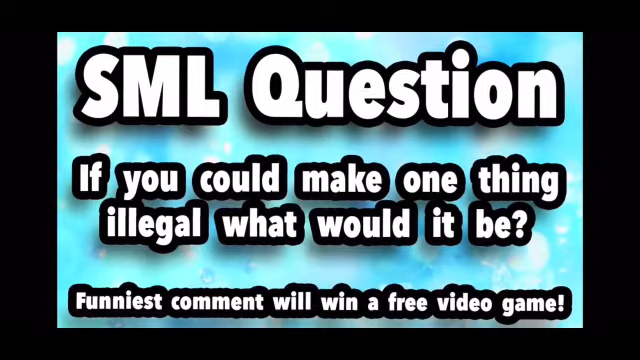 SML Question
If you could make one thing
illegal what would it be?
Funniest comment will win a free video game!